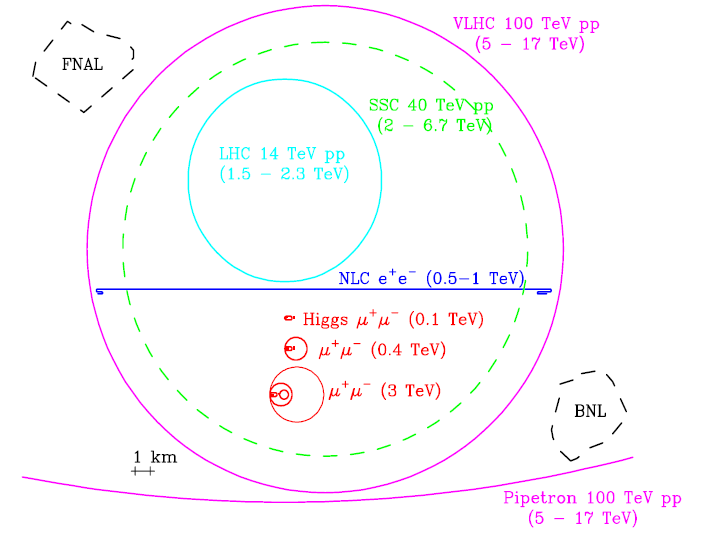 VLHC 100 TeV pp
(5 − 17 TeV)
FNAL
SSC 40 TeV pp
(2 − 6.7 TeV)
LHC 14 TeV pp
(1.5 − 2.3 TeV)
NLC e⁺e⁻ (0.5−1 TeV)
Higgs μ⁺μ⁻ (0.1 TeV)
μ⁺μ⁻ (0.4 TeV)
μ⁺μ⁻ (3 TeV)
BNL
1 km
Pipetron 100 TeV pp
(5 − 17 TeV)